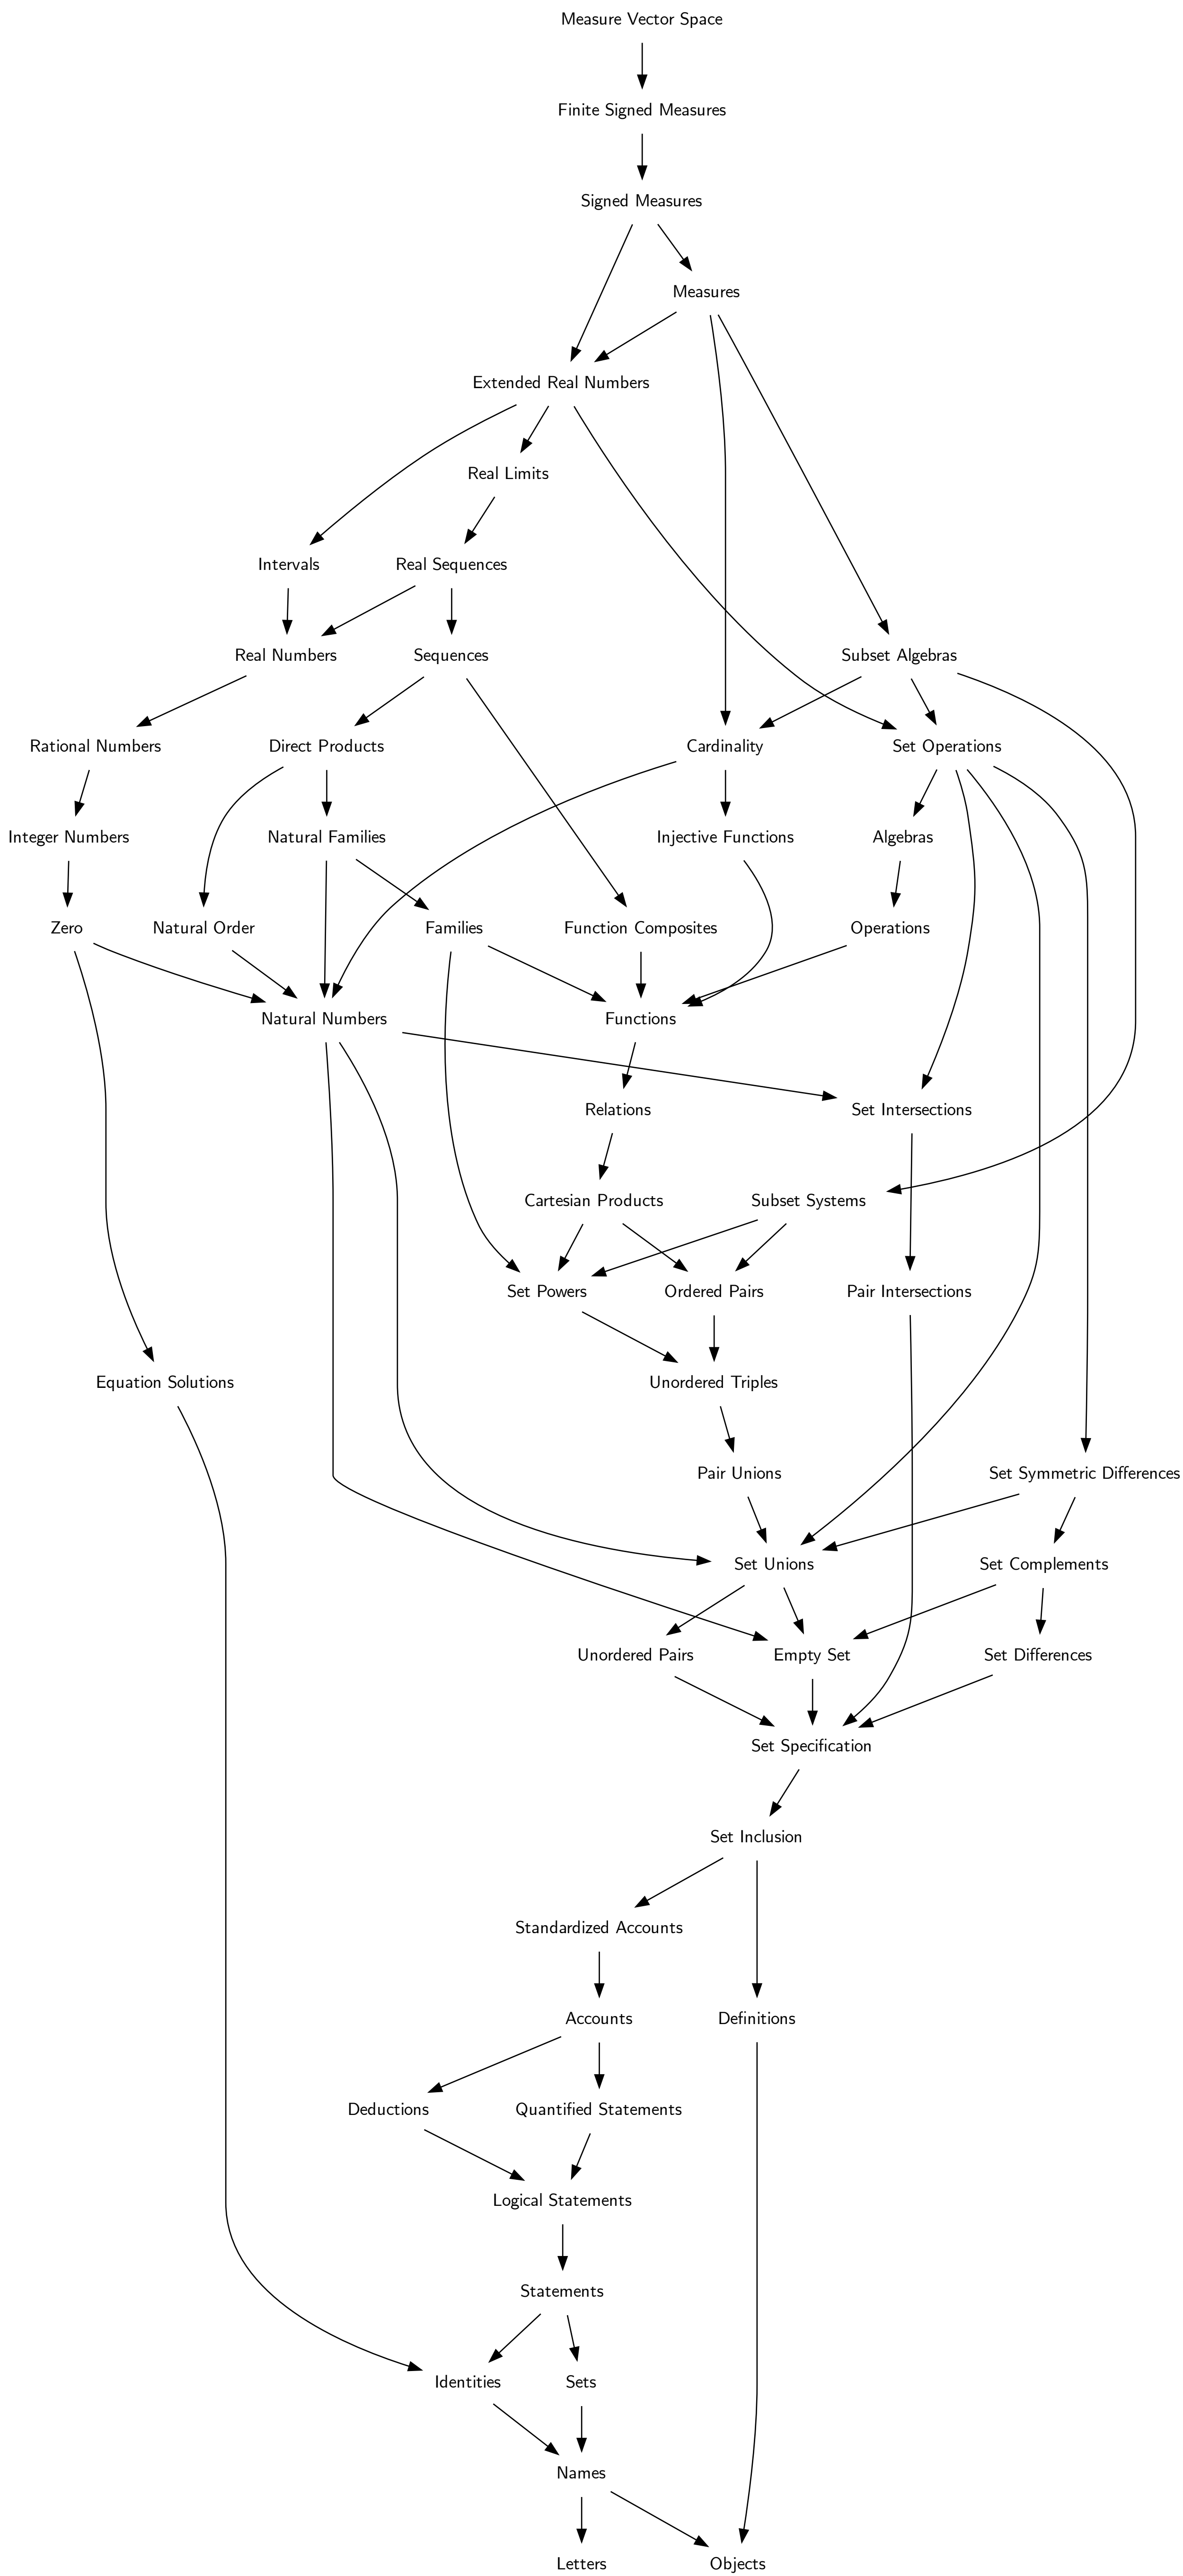 Measure Vector Space
Finite Signed Measures
Signed Measures
Measures
Extended Real Numbers
Real Limits
Intervals
Real Sequences
Real Numbers
Sequences
Subset Algebras
Rational Numbers
Direct Products
Cardinality
Set Operations
Integer Numbers
Natural Families
Injective Functions
Algebras
Zero
Natural Order
Families
Function Composites
Operations
Natural Numbers
Functions
Relations
Set Intersections
Cartesian Products
Subset Systems
Set Powers
Ordered Pairs
Pair Intersections
Equation Solutions
Unordered Triples
Pair Unions
Set Symmetric Differences
Set Unions
Set Complements
Unordered Pairs
Empty Set
Set Differences
Set Specification
Set Inclusion
Standardized Accounts
Accounts
Definitions
Deductions
Quantified Statements
Logical Statements
Statements
Identities
Sets
Names
Letters
Objects